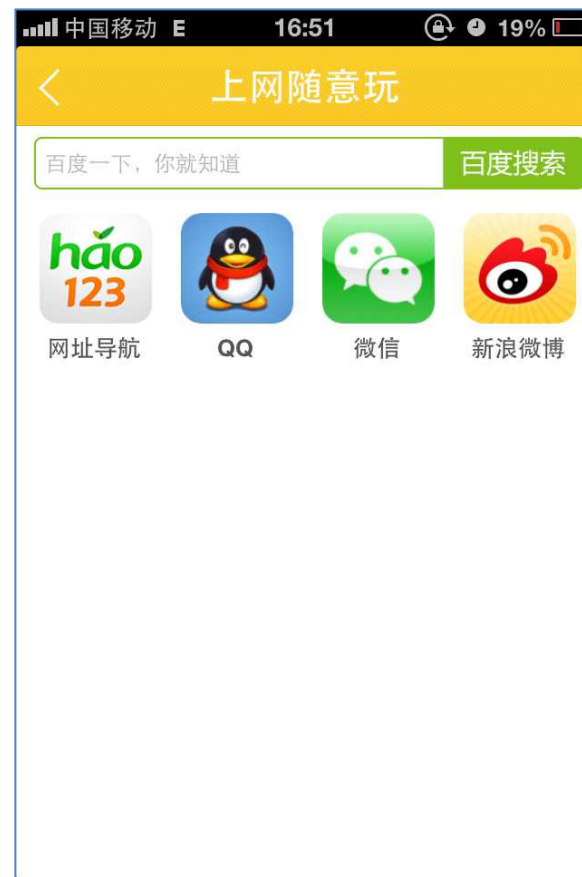 中国移动 E 16:51 19%
上网随意玩
百度一下，你就知道 百度搜索
hǎo
123
网址导航 QQ 微信 新浪微博